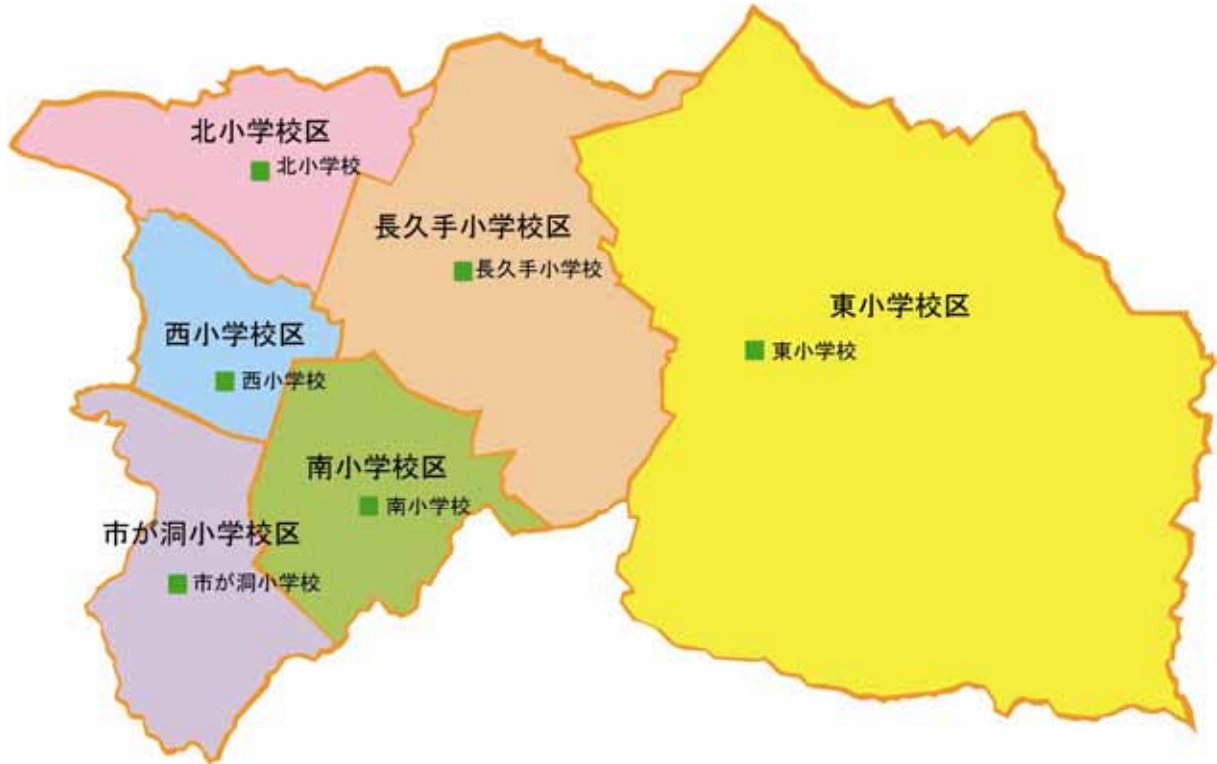 北小学校区
北小学校
長久手小学校区
長久手小学校
東小学校区
東小学校
西小学校区
西小学校
南小学校区
南小学校
市が洞小学校区
市が洞小学校